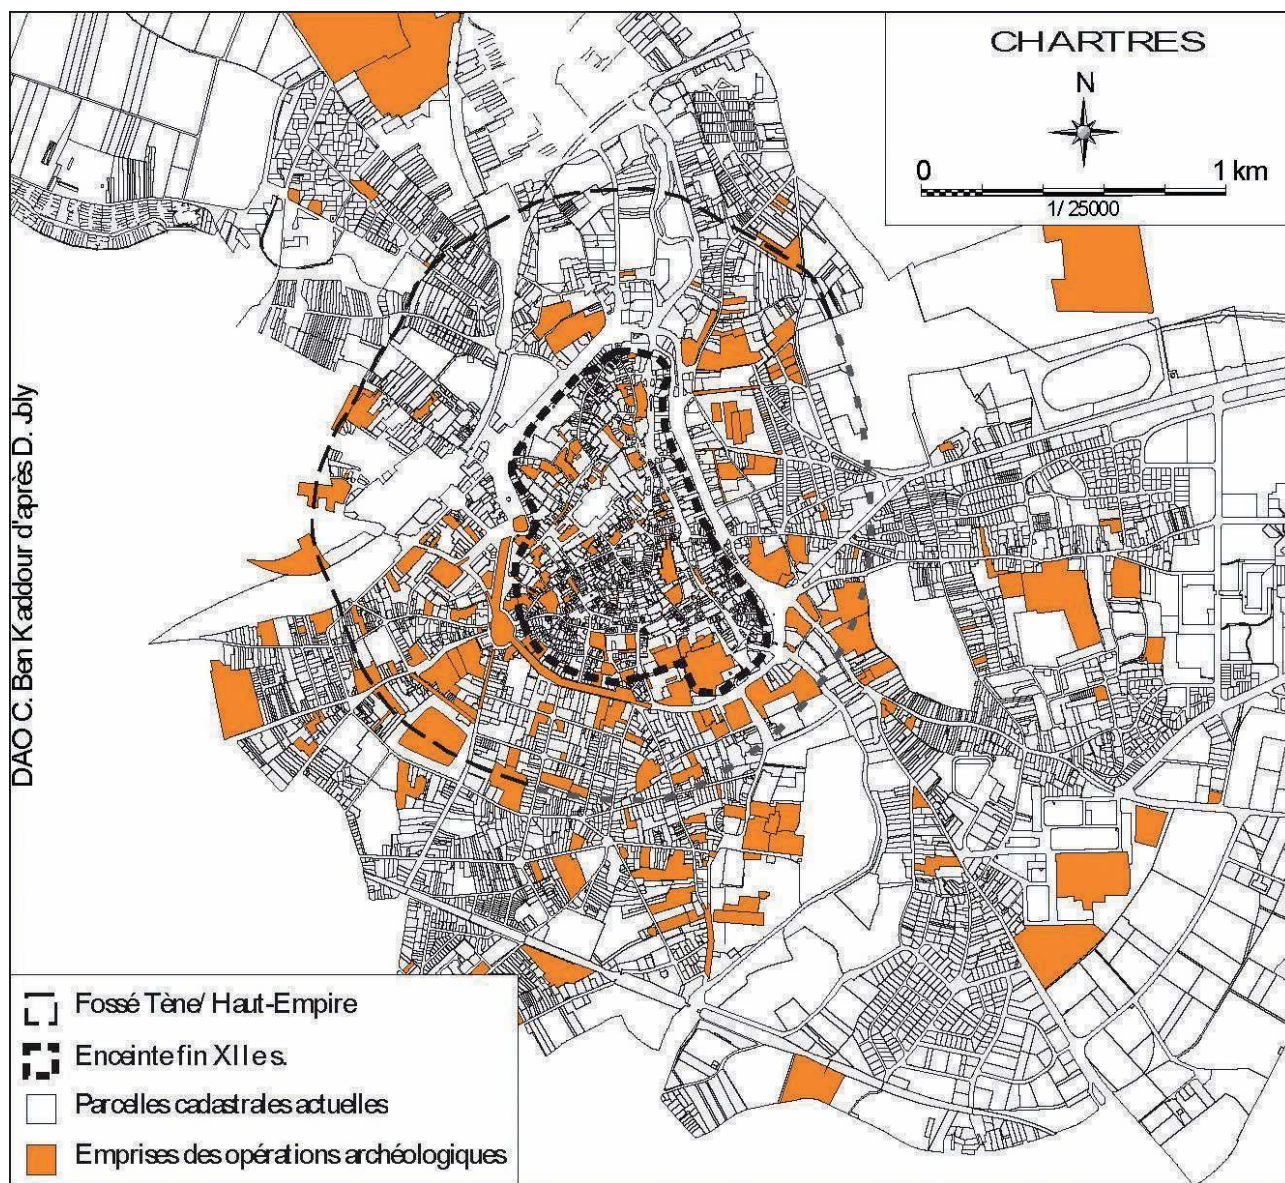 CHARTRES
N
0 1 km
1/ 25000
DAO C. Ben Kaddour d'après D. Joly
Fossé Tène/ Haut-Empire
Enceinte fin XIIe s.
Parcelles cadastrales actuelles
Emprises des opérations archéologiques